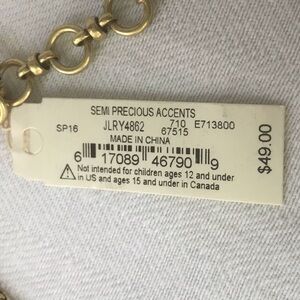 SEMI PRECIOUS ACCENTS
SP16 JLRY4862 710 E713800
67515
MADE IN CHINA
6 17089 46790 9
Not intended for children ages 12 and under
in US and ages 15 and under in Canada
$49.00